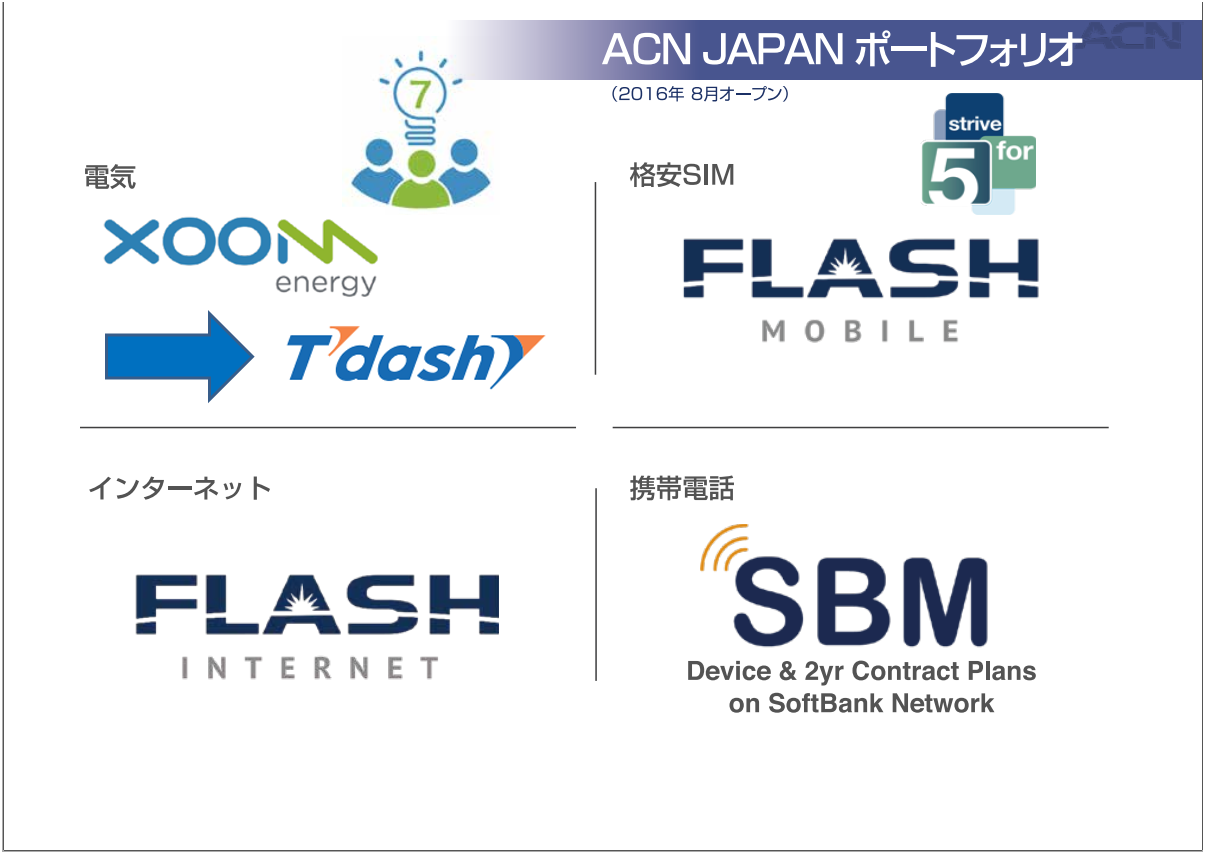 ACN JAPAN ポートフォリオ
ACN
（2016年 8月オープン）
7
電気
XOOM
energy
T'dash
strive
5 for
格安SIM
FLASH
MOBILE
インターネット
FLASH
INTERNET
携帯電話
SBM
Device & 2yr Contract Plans
on SoftBank Network